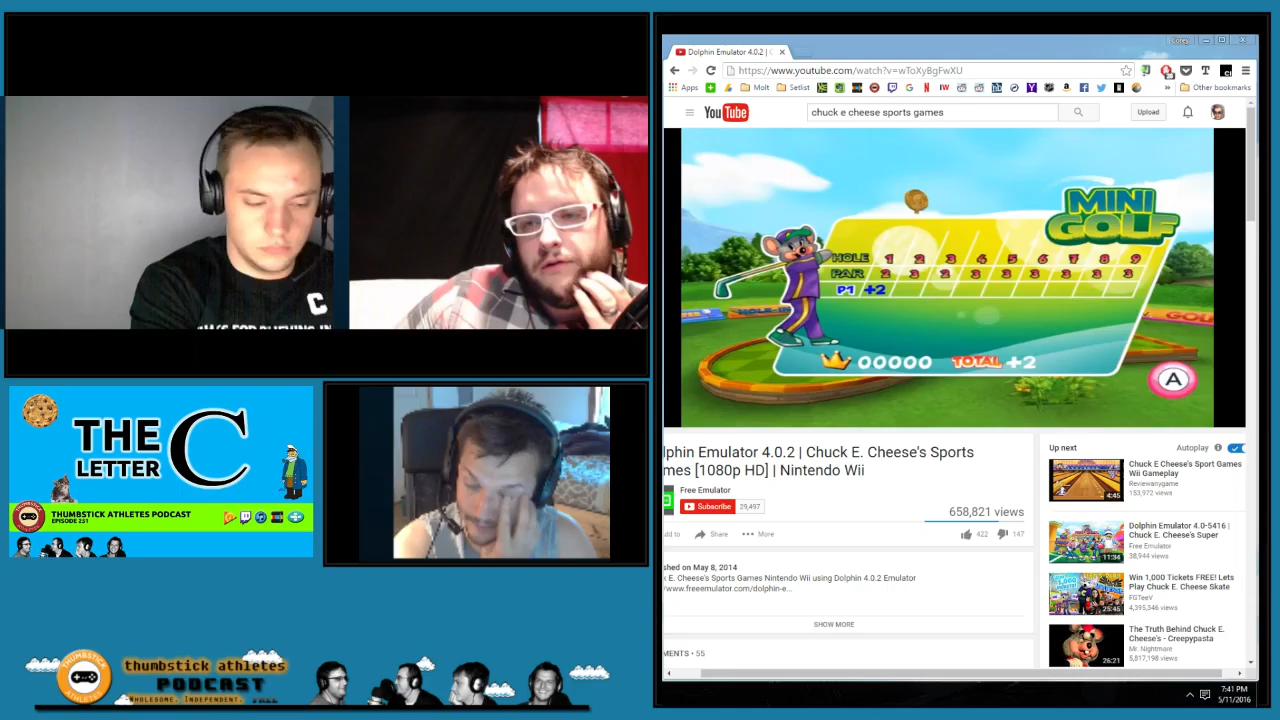 C
THE
LETTER
C
THUMBSTICK ATHLETES PODCAST
EPISODE 251
THUMBSTICK
ATHLETES
thumbstick athletes
PODCAST
WHOLESOME. INDEPENDENT.
Dolphin Emulator 4.0.2 | C
Corey
https://www.youtube.com/watch?v=wToXyBgFwXU
Apps
Molt
Setlist
Other bookmarks
YouTube
chuck e cheese sports games
Upload
MINI
GOLF
HOLE 1 2 3 4 5 6 7 8 9
PAR 2 3 2 3 3 3 3 3 3
P1 +2
00000 TOTAL +2
A
lphin Emulator 4.0.2 | Chuck E. Cheese's Sports
mes [1080p HD] | Nintendo Wii
Free Emulator
Subscribe 29,497
658,821 views
dd to Share More
422 147
shed on May 8, 2014
k E. Cheese's Sports Games Nintendo Wii using Dolphin 4.0.2 Emulator
/www.freeemulator.com/dolphin-e...
SHOW MORE
MENTS • 55
Up next
Autoplay
Chuck E Cheese's Sport Games
Wii Gameplay
Reviewanygame
153,972 views
4:45
Dolphin Emulator 4.0-5416 |
Chuck E. Cheese's Super
Free Emulator
38,944 views
11:34
Win 1,000 Tickets FREE! Lets
Play Chuck E. Cheese Skate
FGTeeV
4,395,346 views
25:45
The Truth Behind Chuck E.
Cheese's - Creepypasta
Mr. Nightmare
5,817,198 views
26:21
7:41 PM
5/11/2016